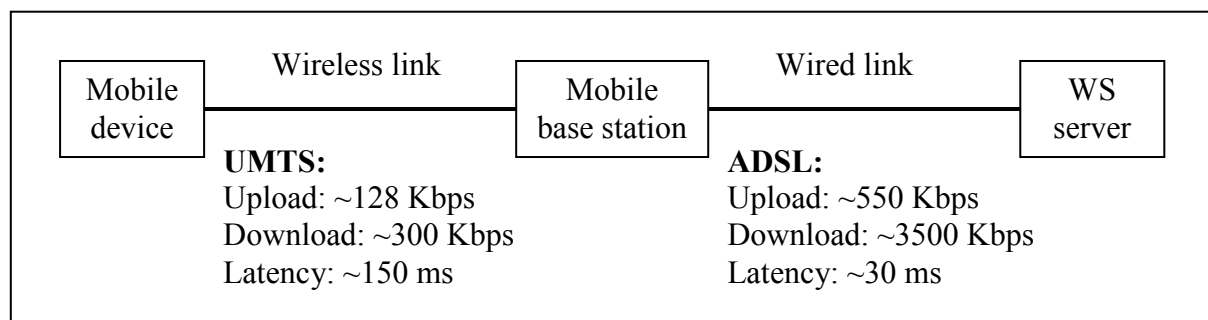 Wireless link
Wired link
Mobile
device
Mobile
base station
WS
server
UMTS:
Upload: ~128 Kbps
Download: ~300 Kbps
Latency: ~150 ms
ADSL:
Upload: ~550 Kbps
Download: ~3500 Kbps
Latency: ~30 ms